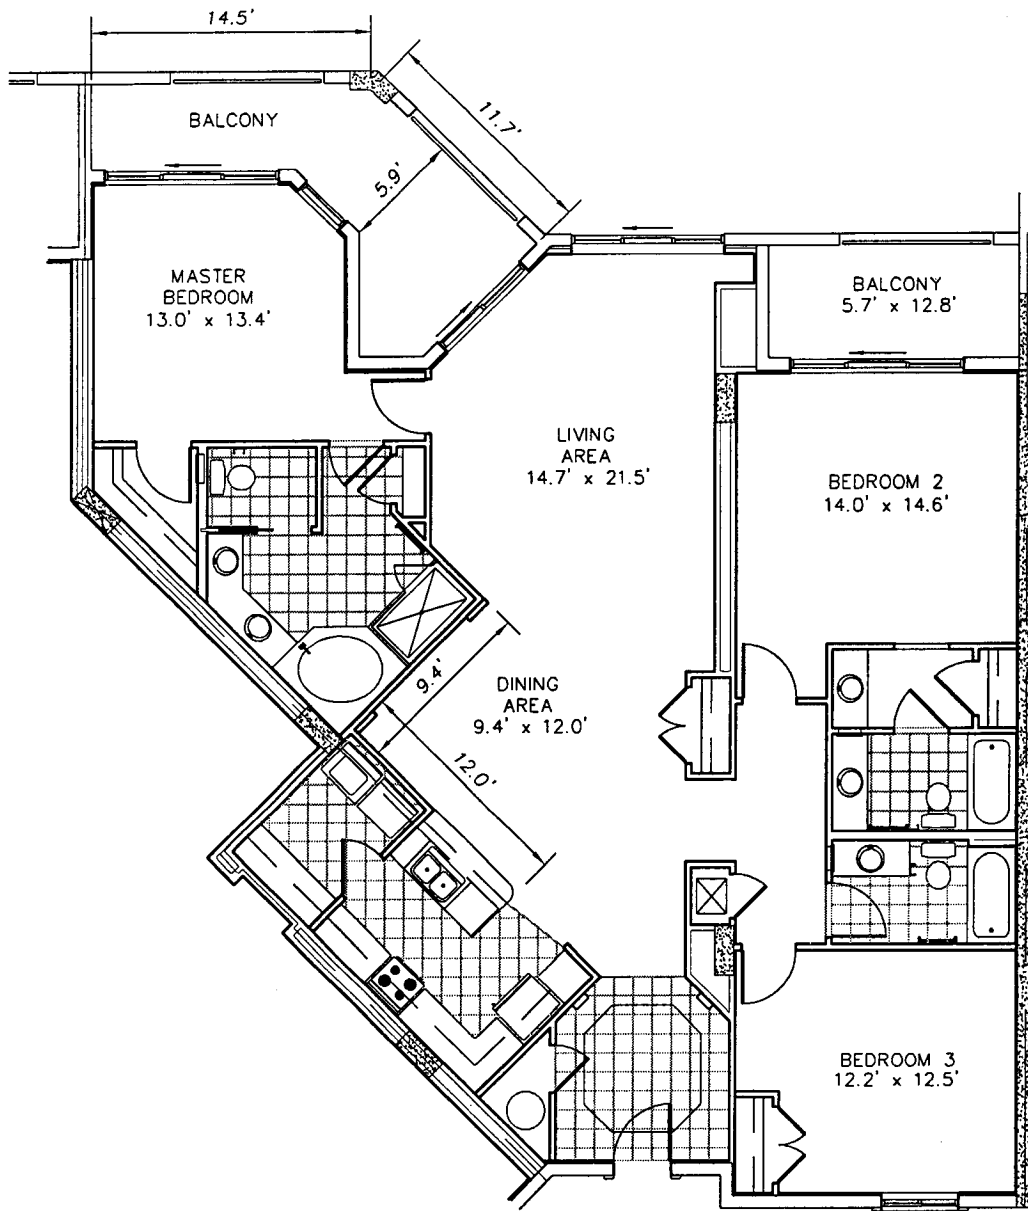 14.5'
11.7'
BALCONY
5.9'
MASTER
BEDROOM
13.0' x 13.4'
BALCONY
5.7' x 12.8'
LIVING
AREA
14.7' x 21.5'
BEDROOM 2
14.0' x 14.6'
9.4'
DINING
AREA
9.4' x 12.0'
12.0'
BEDROOM 3
12.2' x 12.5'